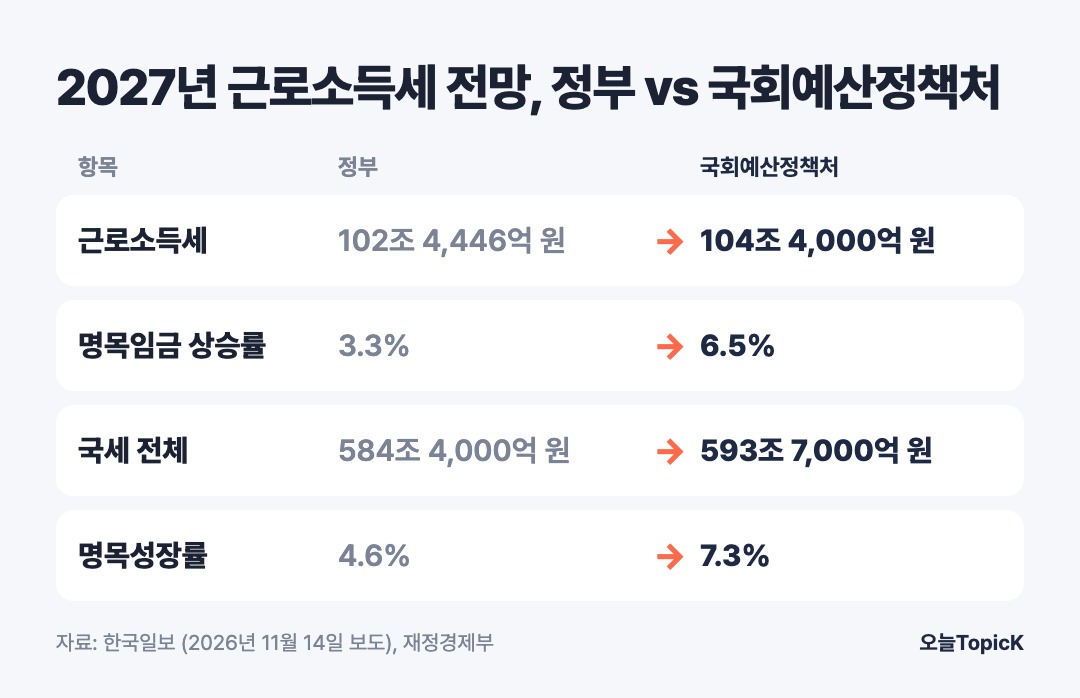 2027년 근로소득세 전망, 정부 vs 국회예산정책처
항목 정부 국회예산정책처
근로소득세 102조 4,446억 원 → 104조 4,000억 원
명목임금 상승률 3.3% → 6.5%
국세 전체 584조 4,000억 원 → 593조 7,000억 원
명목성장률 4.6% → 7.3%
자료: 한국일보 (2026년 11월 14일 보도), 재정경제부 오늘TopicK